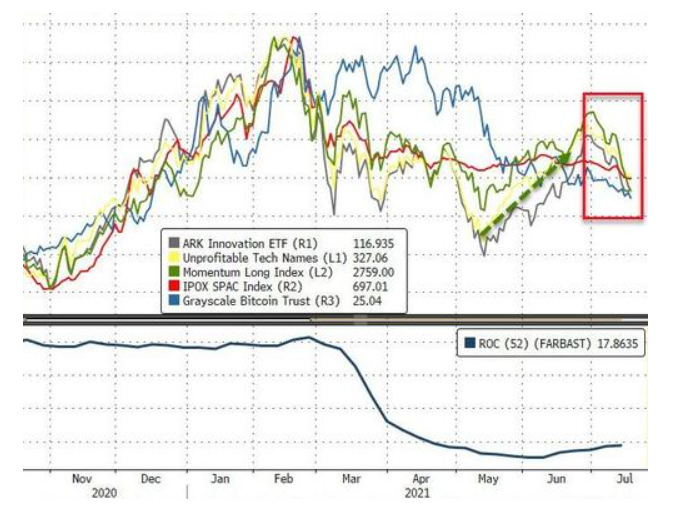 ARK Innovation ETF (R1) 116.935
Unprofitable Tech Names (L1) 327.06
Momentum Long Index (L2) 2759.00
IPOX SPAC Index (R2) 697.01
Grayscale Bitcoin Trust (R3) 25.04
ROC (52) (FARBAST) 17.8635
Nov Dec Jan Feb Mar Apr May Jun Jul
2020 2021